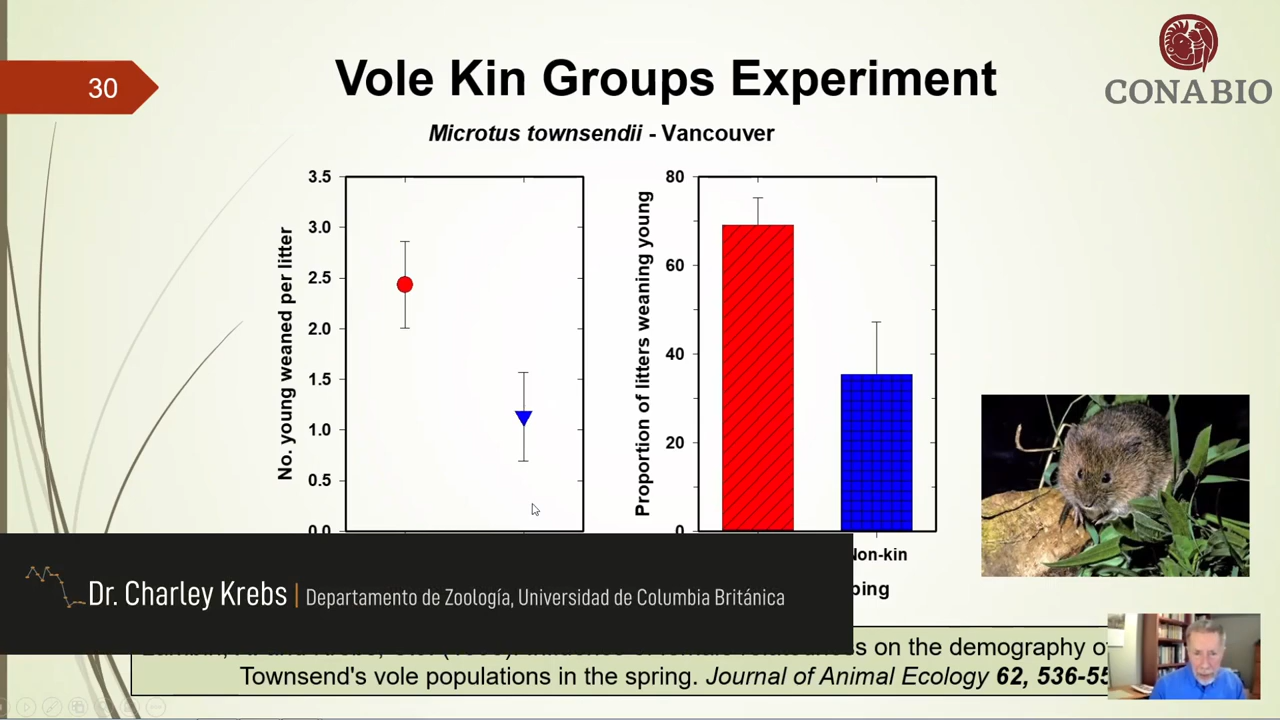 30
Vole Kin Groups Experiment
CONABIO
Microtus townsendii - Vancouver
No. young weaned per litter
3.5
3.0
2.5
2.0
1.5
1.0
0.5
0.0
Proportion of litters weaning young
80
60
40
20
0
Non-kin
Dr. Charley Krebs | Departamento de Zoología, Universidad de Columbia Británica
on the demography
Townsend's vole populations in the spring. Journal of Animal Ecology 62, 536-55